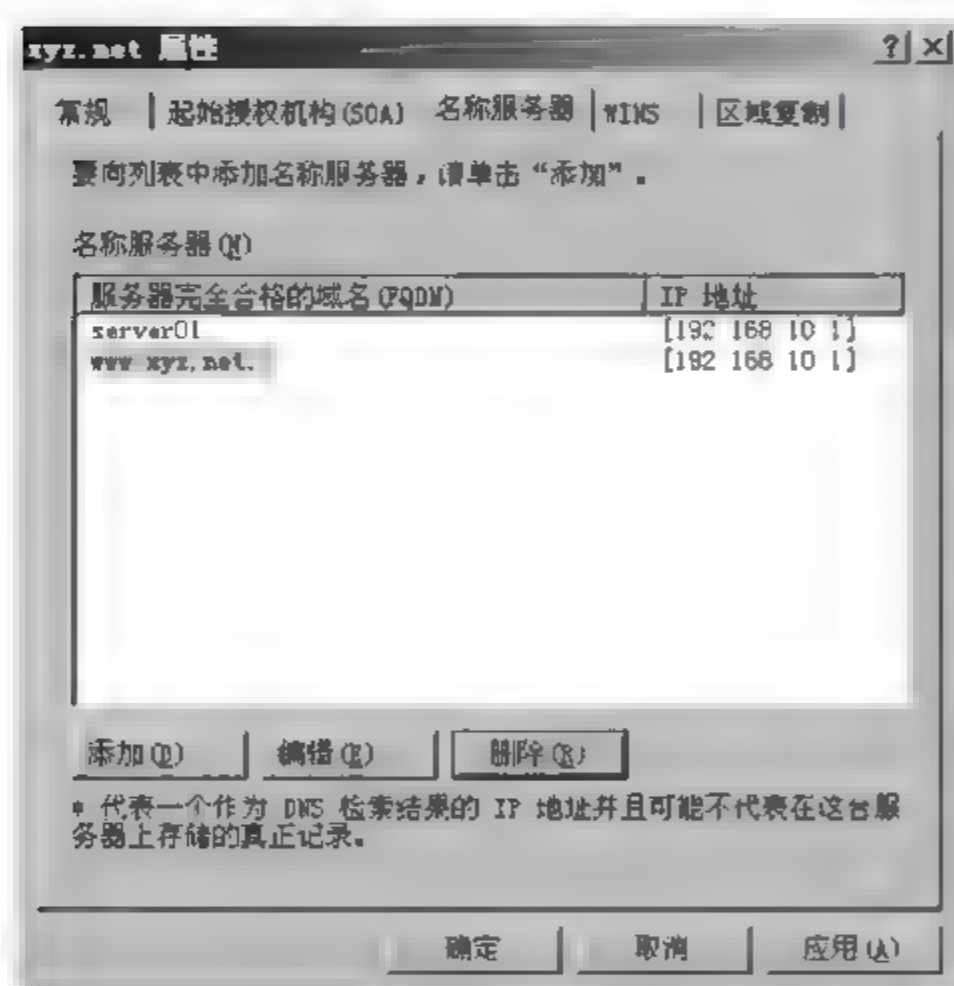 xyz.net 属性
常规 起始授权机构(SOA) 名称服务器 WINS 区域复制
要向列表中添加名称服务器，请单击“添加”。
名称服务器(N)
服务器完全合格的域名(FQDN) IP 地址
server01 [192 168 10 1]
www xyz.net. [192 168 10 1]
添加(D) 编辑(E) 删除(R)
* 代表一个作为 DNS 检索结果的 IP 地址并且可能不代表在这台服
务器上存储的真正记录。
确定 取消 应用(A)